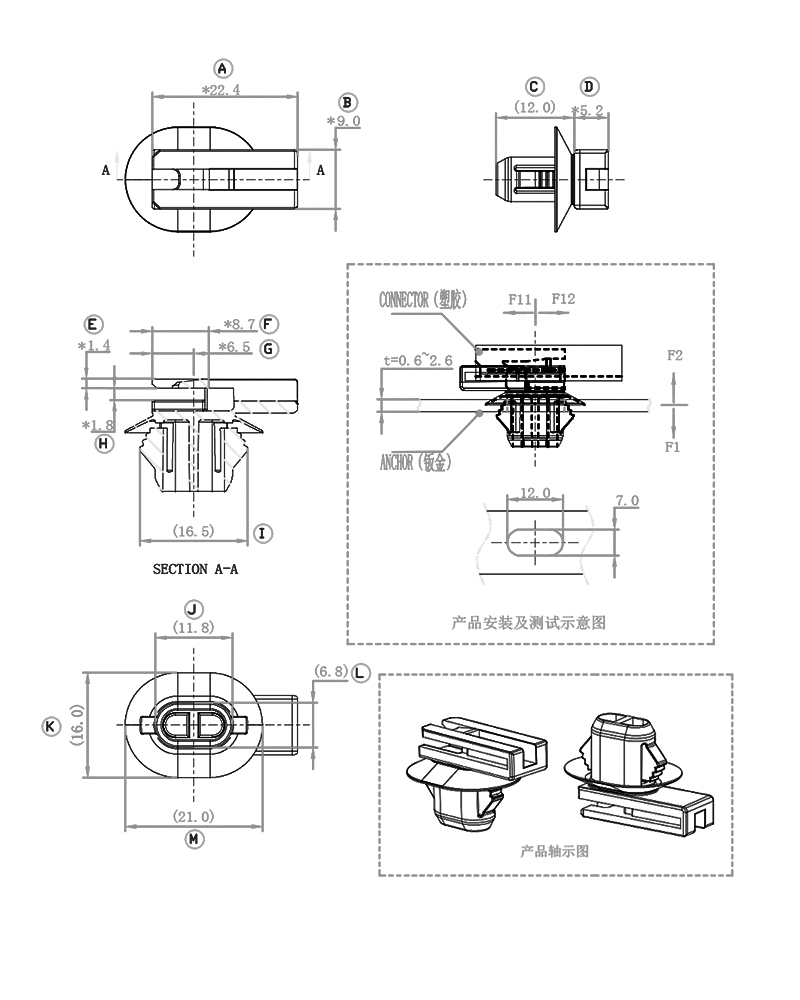 A
*22.4
B
*9.0
A
A
C
D
(12.0)
*5.2
E
*8.7
F
*1.4
*6.5
G
*1.8
H
(16.5)
I
SECTION A-A
CONNECTOR (塑胶)
F11
F12
t=0.6~2.6
F2
F1
ANCHOR (钣金)
12.0
7.0
产品安装及测试示意图
J
(11.8)
(6.8)
L
K
(16.0)
(21.0)
M
产品轴示图